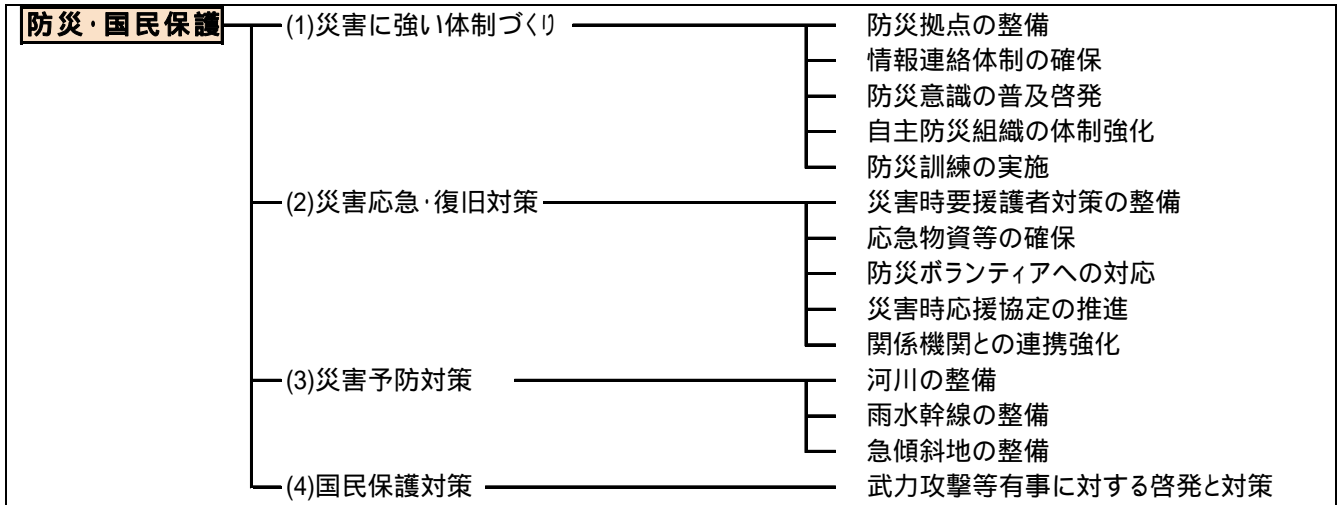 防災・国民保護
(1)災害に強い体制づくり 防災拠点の整備
情報連絡体制の確保
防災意識の普及啓発
自主防災組織の体制強化
防災訓練の実施
(2)災害応急・復旧対策 災害時要援護者対策の整備
応急物資等の確保
防災ボランティアへの対応
災害時応援協定の推進
関係機関との連携強化
(3)災害予防対策 河川の整備
雨水幹線の整備
急傾斜地の整備
(4)国民保護対策 武力攻撃等有事に対する啓発と対策